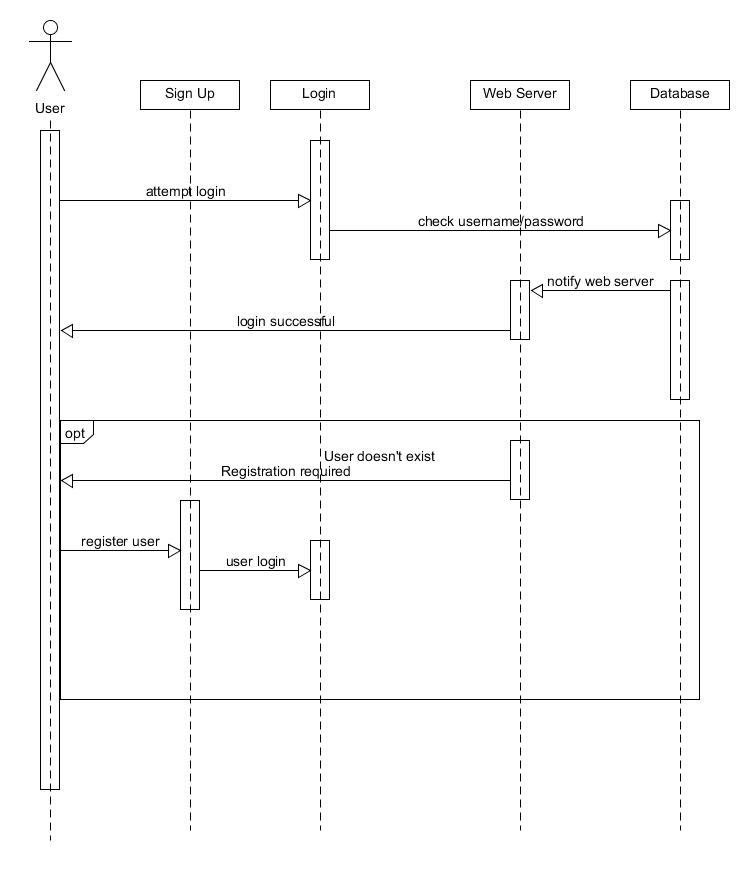 User
Sign Up
Login
Web Server
Database
attempt login
check username/password
notify web server
login successful
opt
User doesn't exist
Registration required
register user
user login